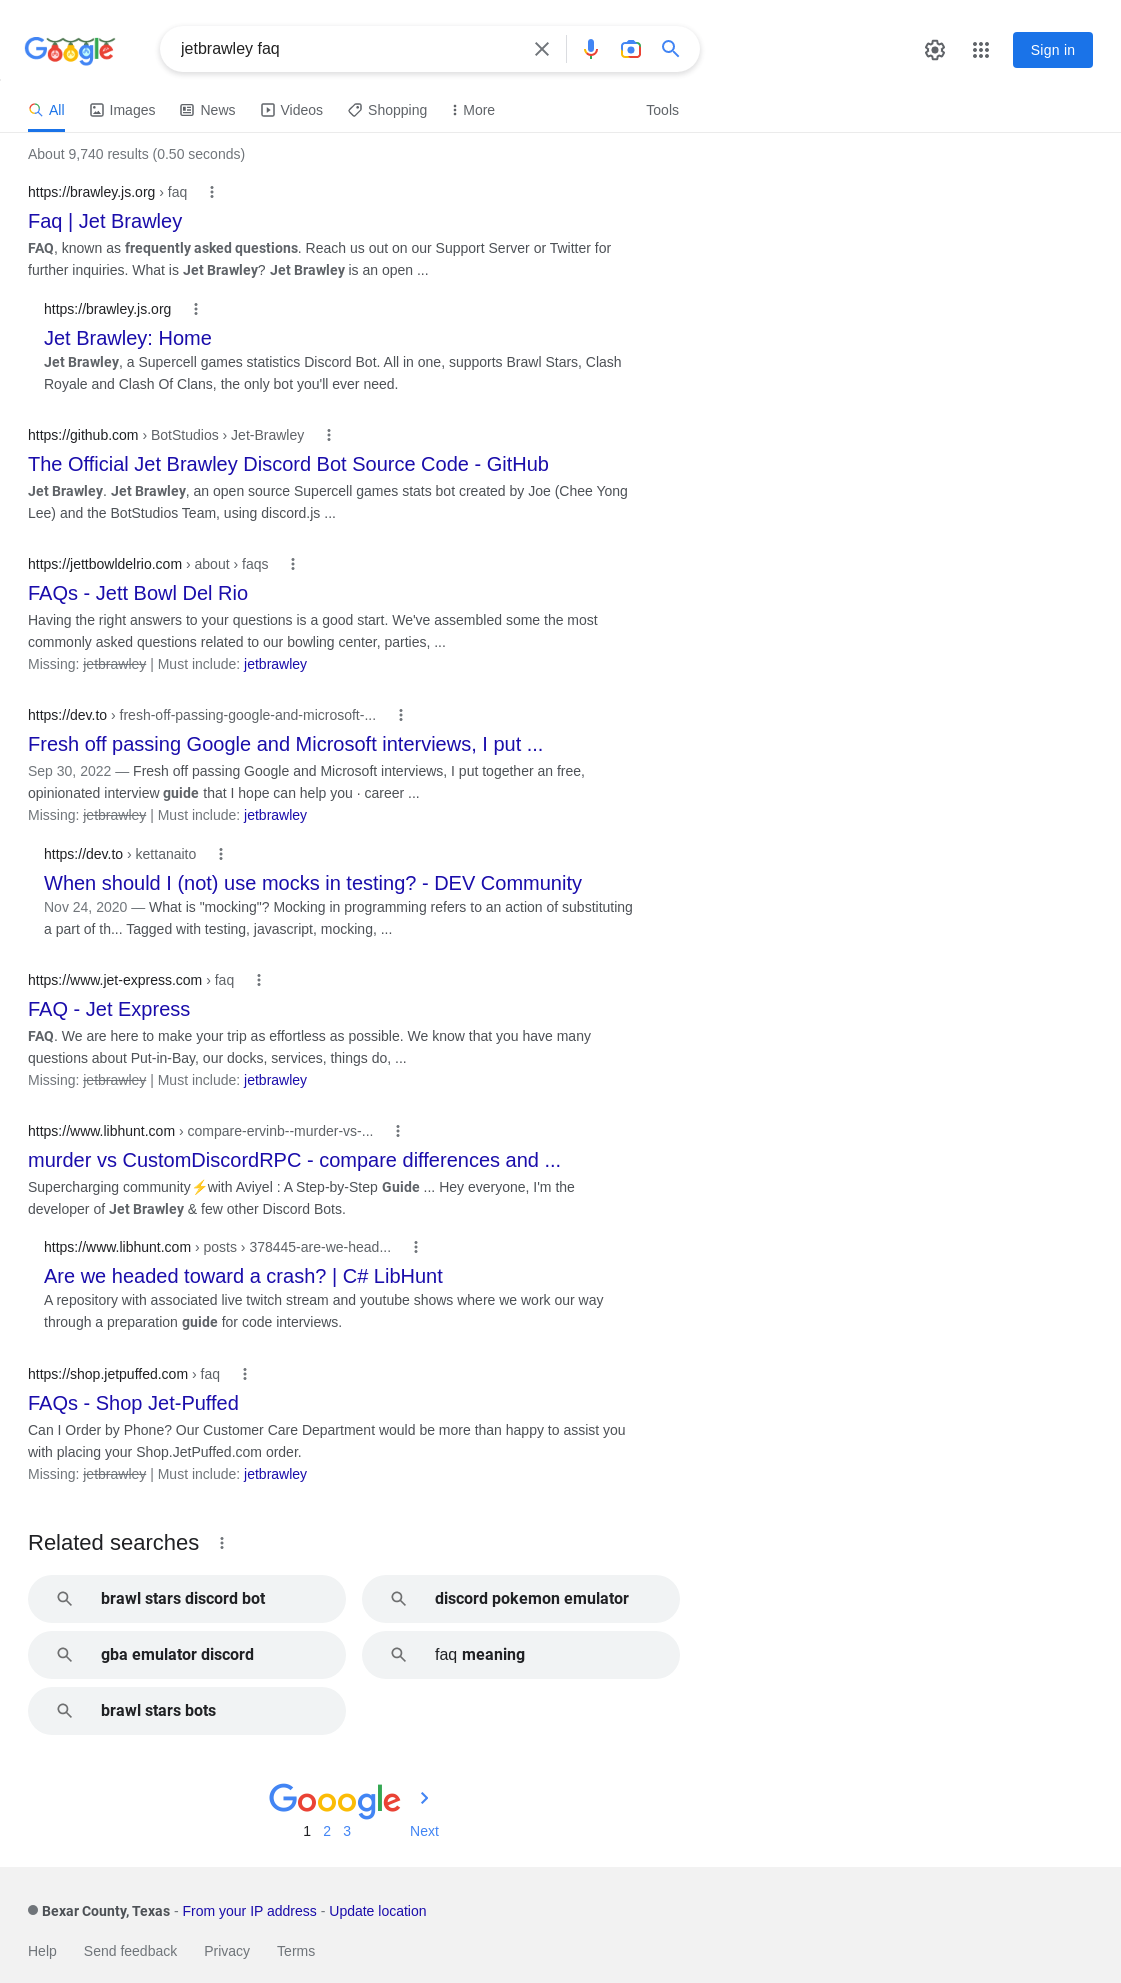 Google
jetbrawley faq
Sign in
All Images News Videos Shopping More Tools
About 9,740 results (0.50 seconds)
https://brawley.js.org › faq
Faq | Jet Brawley
FAQ, known as frequently asked questions. Reach us out on our Support Server or Twitter for
further inquiries. What is Jet Brawley? Jet Brawley is an open ...
https://brawley.js.org
Jet Brawley: Home
Jet Brawley, a Supercell games statistics Discord Bot. All in one, supports Brawl Stars, Clash
Royale and Clash Of Clans, the only bot you'll ever need.
https://github.com › BotStudios › Jet-Brawley
The Official Jet Brawley Discord Bot Source Code - GitHub
Jet Brawley. Jet Brawley, an open source Supercell games stats bot created by Joe (Chee Yong
Lee) and the BotStudios Team, using discord.js ...
https://jettbowldelrio.com › about › faqs
FAQs - Jett Bowl Del Rio
Having the right answers to your questions is a good start. We've assembled some the most
commonly asked questions related to our bowling center, parties, ...
Missing: jetbrawley | Must include: jetbrawley
https://dev.to › fresh-off-passing-google-and-microsoft-...
Fresh off passing Google and Microsoft interviews, I put ...
Sep 30, 2022 — Fresh off passing Google and Microsoft interviews, I put together an free,
opinionated interview guide that I hope can help you · career ...
Missing: jetbrawley | Must include: jetbrawley
https://dev.to › kettanaito
When should I (not) use mocks in testing? - DEV Community
Nov 24, 2020 — What is "mocking"? Mocking in programming refers to an action of substituting
a part of th... Tagged with testing, javascript, mocking, ...
https://www.jet-express.com › faq
FAQ - Jet Express
FAQ. We are here to make your trip as effortless as possible. We know that you have many
questions about Put-in-Bay, our docks, services, things do, ...
Missing: jetbrawley | Must include: jetbrawley
https://www.libhunt.com › compare-ervinb--murder-vs-...
murder vs CustomDiscordRPC - compare differences and ...
Supercharging community⚡with Aviyel : A Step-by-Step Guide ... Hey everyone, I'm the
developer of Jet Brawley & few other Discord Bots.
https://www.libhunt.com › posts › 378445-are-we-head...
Are we headed toward a crash? | C# LibHunt
A repository with associated live twitch stream and youtube shows where we work our way
through a preparation guide for code interviews.
https://shop.jetpuffed.com › faq
FAQs - Shop Jet-Puffed
Can I Order by Phone? Our Customer Care Department would be more than happy to assist you
with placing your Shop.JetPuffed.com order.
Missing: jetbrawley | Must include: jetbrawley
Related searches
brawl stars discord bot
discord pokemon emulator
gba emulator discord
faq meaning
brawl stars bots
Gooogle
1 2 3 Next
Bexar County, Texas - From your IP address - Update location
Help Send feedback Privacy Terms